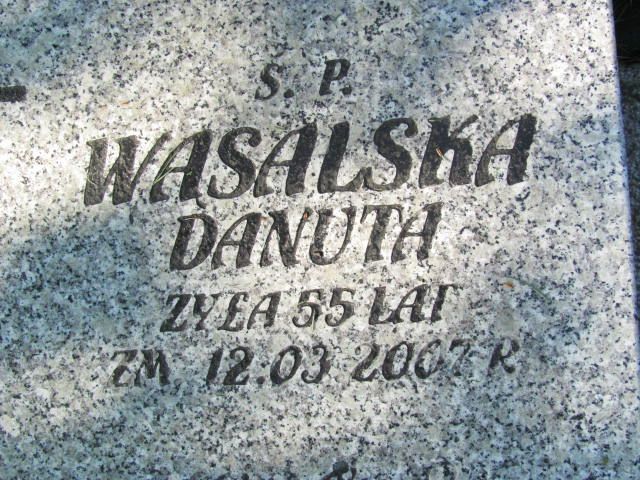 Ś. P.
WASALSKA
DANUTA
ŻYŁA 55 LAT
ZM. 12.03 2007 R